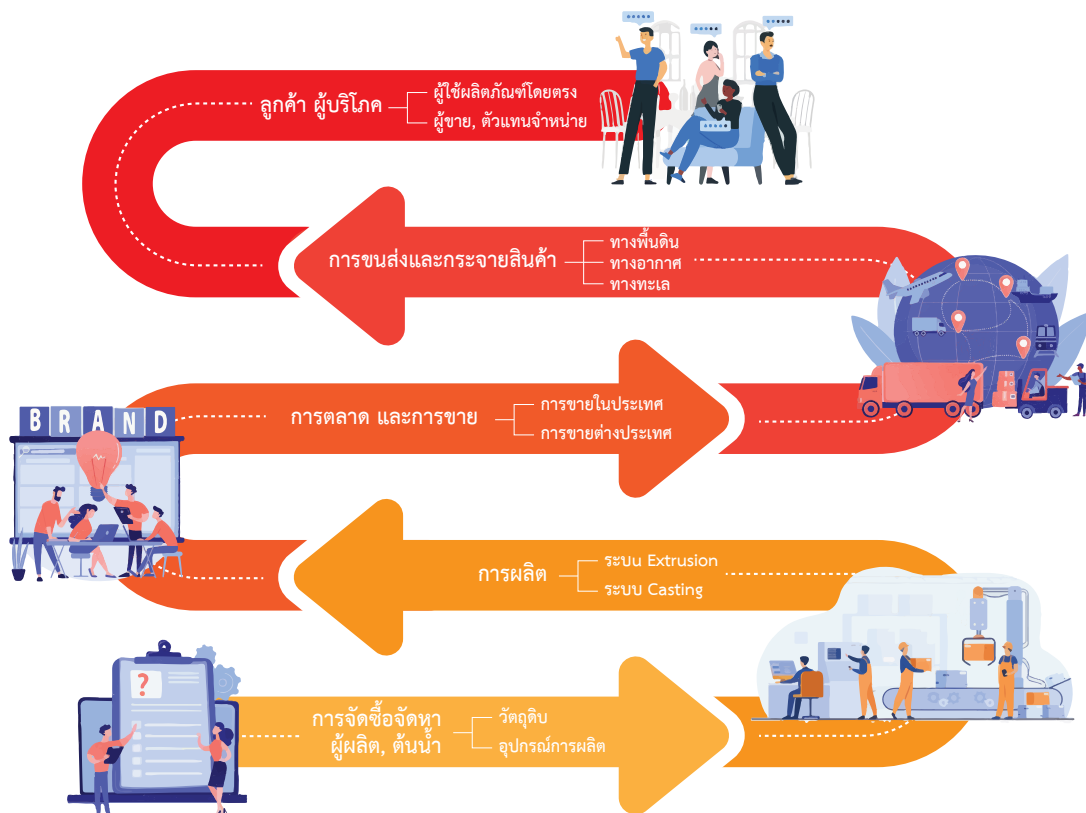 ลูกค้า ผู้บริโภค
ผู้ใช้ผลิตภัณฑ์โดยตรง
ผู้ขาย, ตัวแทนจำหน่าย
การขนส่งและกระจายสินค้า
ทางพื้นดิน
ทางอากาศ
ทางทะเล
BRAND
การตลาด และการขาย
การขายในประเทศ
การขายต่างประเทศ
การผลิต
ระบบ Extrusion
ระบบ Casting
?
การจัดซื้อจัดหา
ผู้ผลิต, ต้นน้ำ
วัตถุดิบ
อุปกรณ์การผลิต